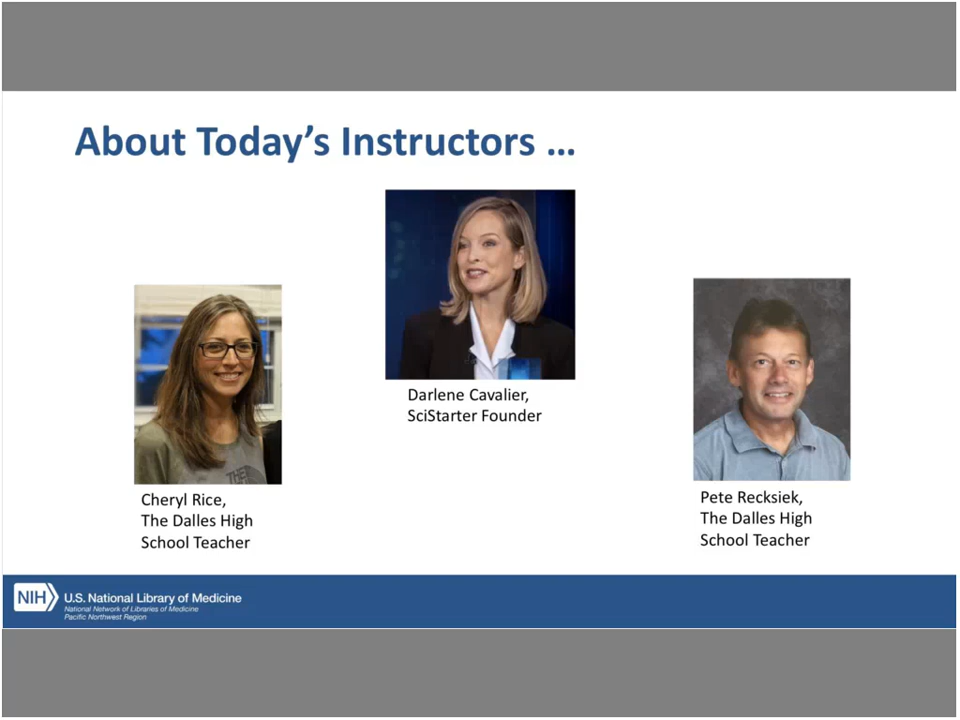 About Today's Instructors ...
Darlene Cavalier,
SciStarter Founder
Cheryl Rice,
The Dalles High
School Teacher
Pete Recksiek,
The Dalles High
School Teacher
THE
NIH
U.S. National Library of Medicine
National Network of Libraries of Medicine
Pacific Northwest Region